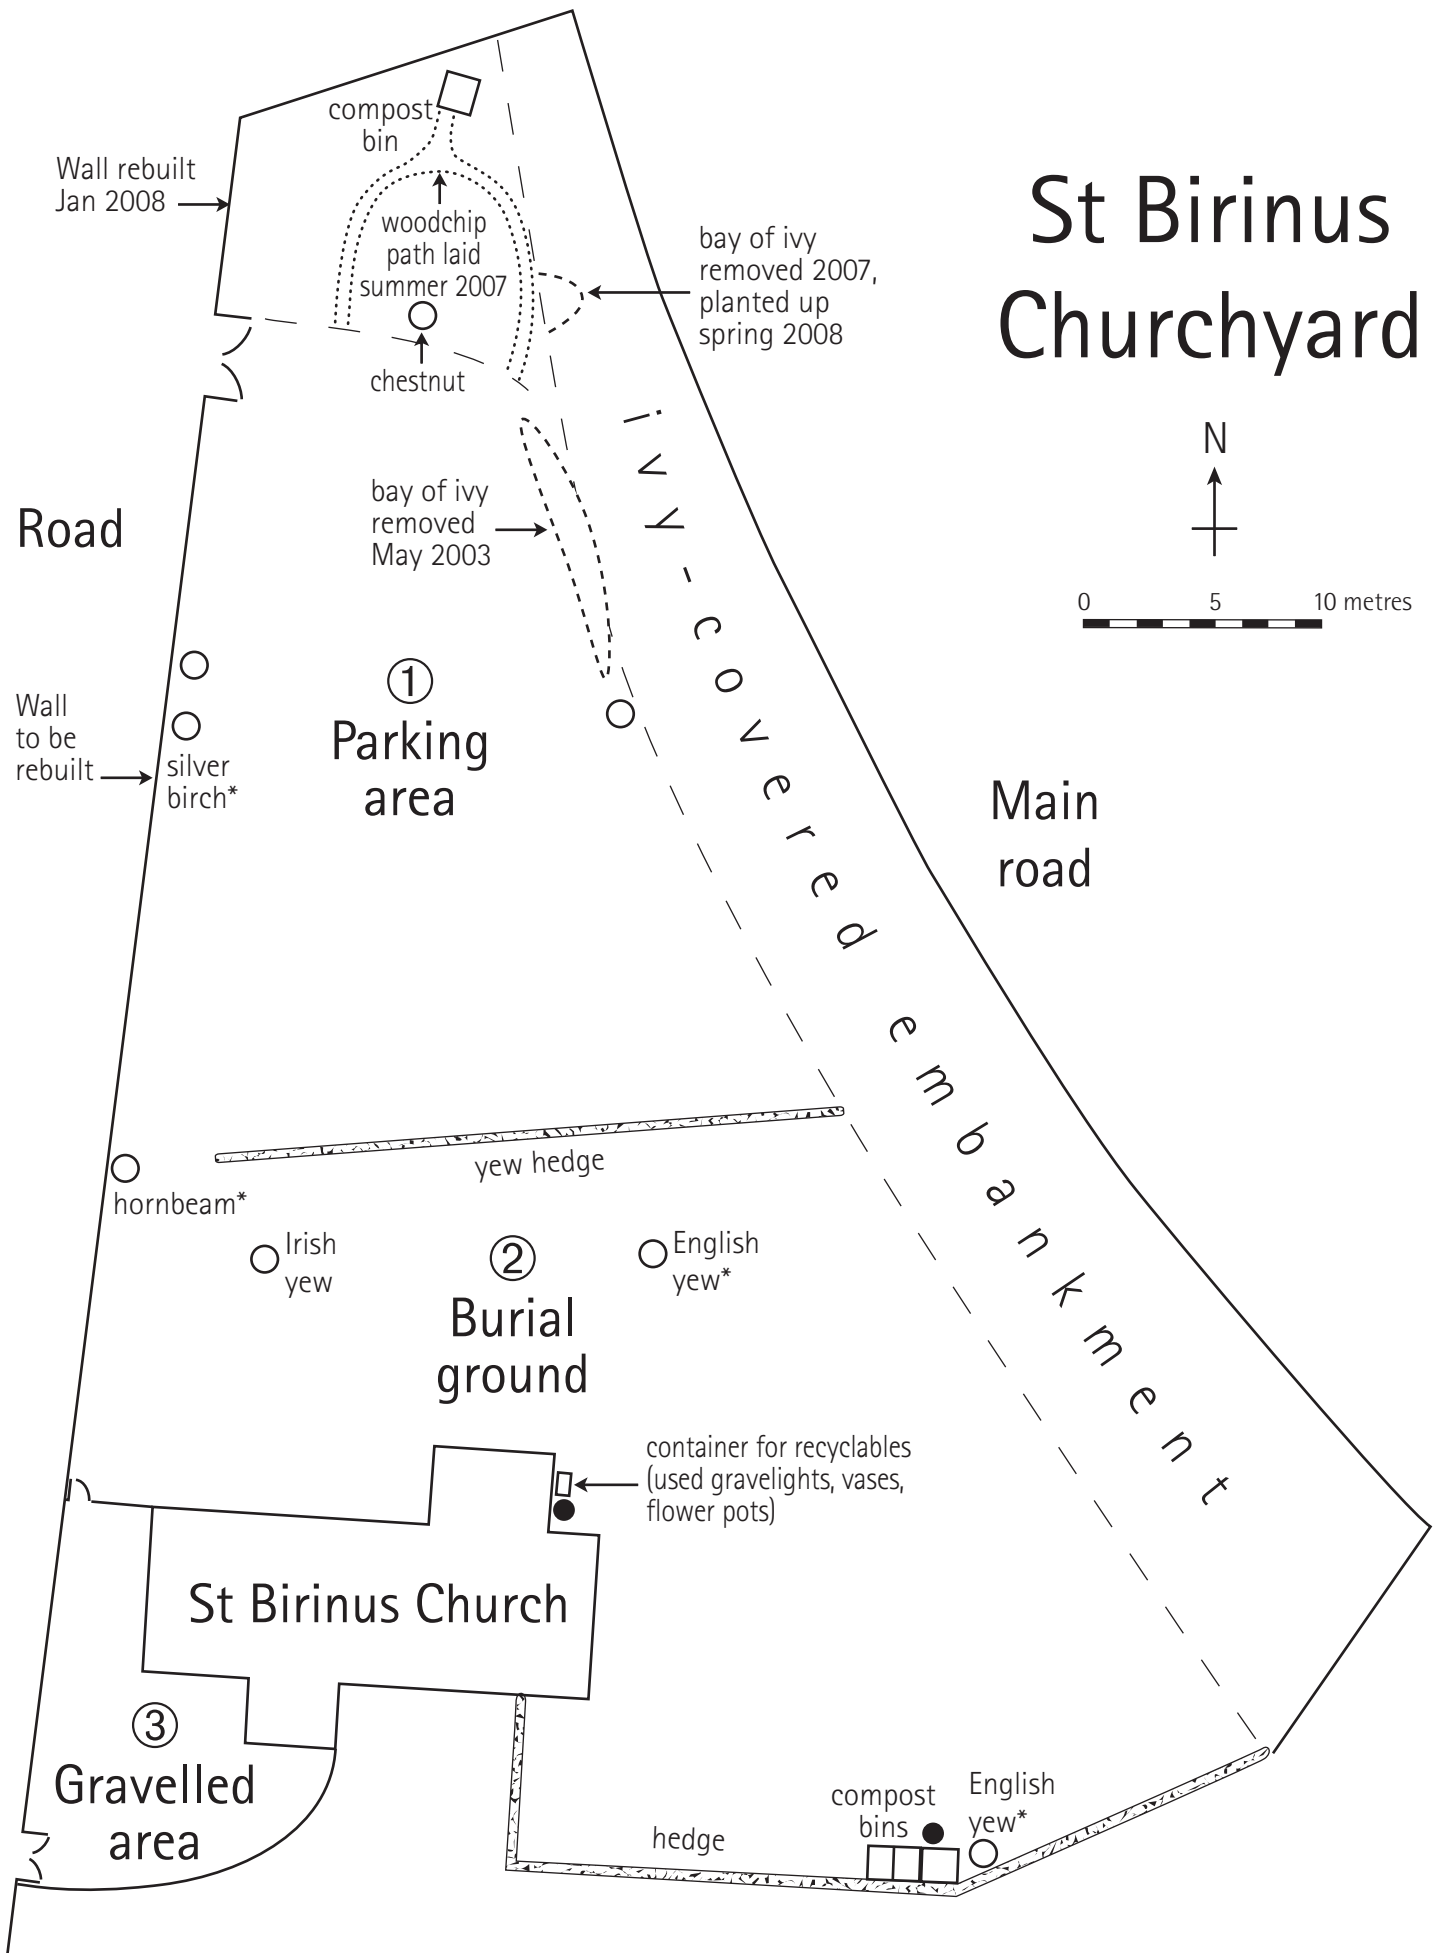 compost
bin
Wall rebuilt
Jan 2008
woodchip
path laid
summer 2007
bay of ivy
removed 2007,
planted up
spring 2008
St Birinus
Churchyard
chestnut
N
0 5 10 metres
bay of ivy
removed
May 2003
Road
ivy-covered embankment
1
Parking
area
Wall
to be
rebuilt
silver
birch*
Main
road
yew hedge
hornbeam*
Irish
yew
2
Burial
ground
English
yew*
container for recyclables
(used gravelights, vases,
flower pots)
St Birinus Church
3
Gravelled
area
hedge
compost
bins
English
yew*